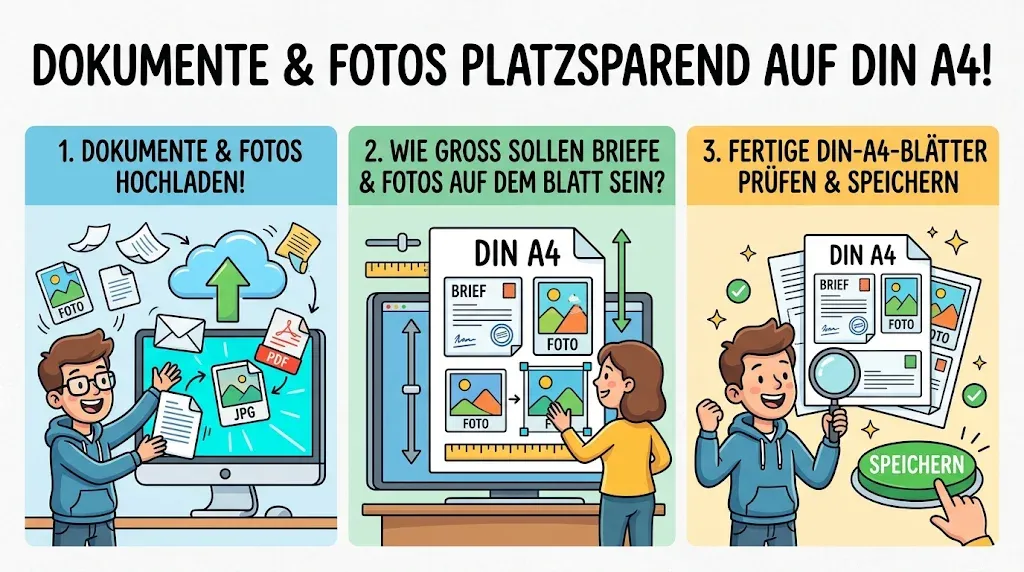 DOKUMENTE & FOTOS PLATZSPAREND AUF DIN A4!
1. DOKUMENTE & FOTOS
HOCHLADEN!
FOTO
PDF
JPG
2. WIE GROSS SOLLEN BRIEFE
& FOTOS AUF DEM BLATT SEIN?
DIN A4
BRIEF
FOTO
FOTO
3. FERTIGE DIN-A4-BLÄTTER
PRÜFEN & SPEICHERN
DIN A4
BRIEF
FOTO
SPEICHERN